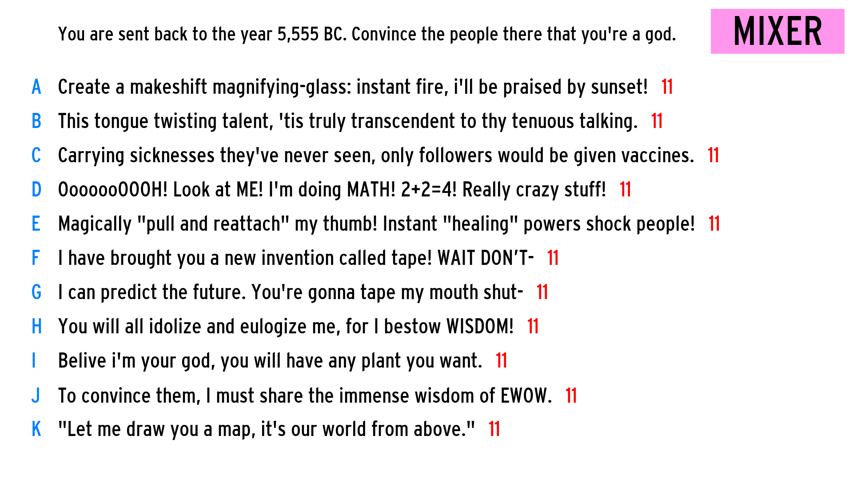 You are sent back to the year 5,555 BC. Convince the people there that you're a god.
MIXER
A Create a makeshift magnifying-glass: instant fire, i'll be praised by sunset! 11
B This tongue twisting talent, 'tis truly transcendent to thy tenuous talking. 11
C Carrying sicknesses they've never seen, only followers would be given vaccines. 11
D OoooooOOOH! Look at ME! I'm doing MATH! 2+2=4! Really crazy stuff! 11
E Magically "pull and reattach" my thumb! Instant "healing" powers shock people! 11
F I have brought you a new invention called tape! WAIT DON'T- 11
G I can predict the future. You're gonna tape my mouth shut- 11
H You will all idolize and eulogize me, for I bestow WISDOM! 11
I Belive i'm your god, you will have any plant you want. 11
J To convince them, I must share the immense wisdom of EWOW. 11
K "Let me draw you a map, it's our world from above." 11